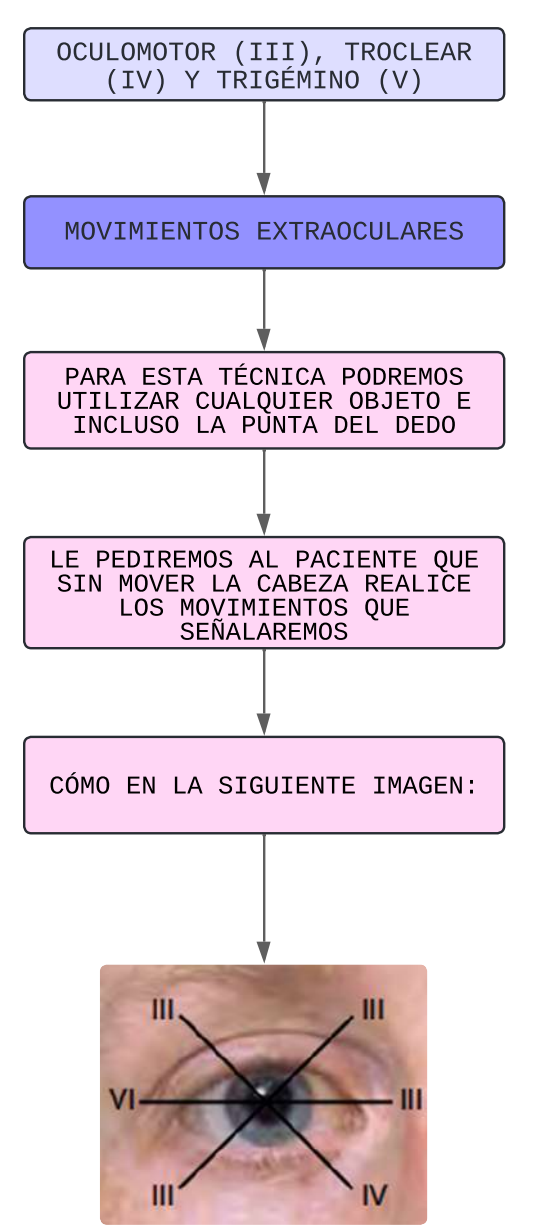 OCULOMOTOR (III), TROCLEAR
(IV) Y TRIGÉMINO (V)
MOVIMIENTOS EXTRAOCULARES
PARA ESTA TÉCNICA PODREMOS
UTILIZAR CUALQUIER OBJETO E
INCLUSO LA PUNTA DEL DEDO
LE PEDIREMOS AL PACIENTE QUE
SIN MOVER LA CABEZA REALICE
LOS MOVIMIENTOS QUE
SEÑALAREMOS
CÓMO EN LA SIGUIENTE IMAGEN:
III III
VI III
III IV